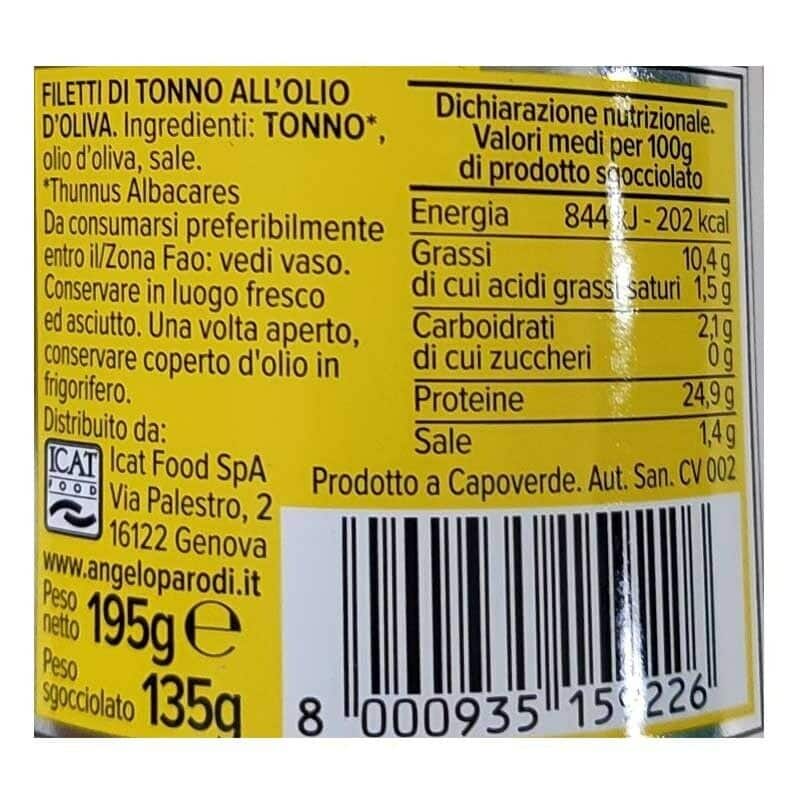 FILETTI DI TONNO ALL'OLIO
D'OLIVA. Ingredienti: TONNO*,
olio d'oliva, sale.
*Thunnus Albacares
Da consumarsi preferibilmente
entro il/Zona Fao: vedi vaso.
Conservare in luogo fresco
ed asciutto. Una volta aperto,
conservare coperto d'olio in
frigorifero.
Distribuito da:
ICAT
FOOD
Icat Food SpA
Via Palestro, 2
16122 Genova
www.angeloparodi.it
Peso
netto 195g e
Peso
sgocciolato 135g
Dichiarazione nutrizionale.
Valori medi per 100g
di prodotto sgocciolato
Energia 844 kJ - 202 kcal
Grassi 10,4 g
di cui acidi grassi saturi 1,5 g
Carboidrati 2,1 g
di cui zuccheri 0 g
Proteine 24,9 g
Sale 1,4 g
Prodotto a Capoverde. Aut. San. CV 002
8 000935 159226